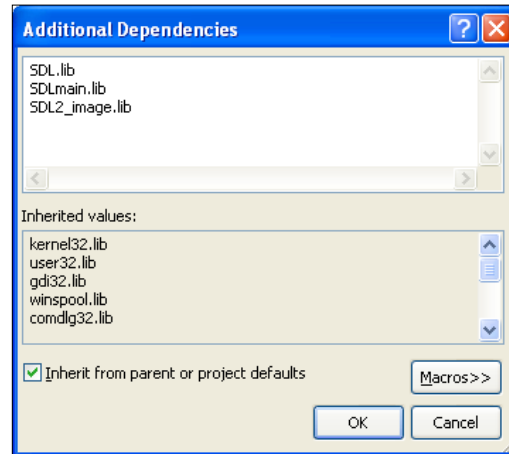 Additional Dependencies
SDL.lib
SDLmain.lib
SDL2_image.lib
Inherited values:
kernel32.lib
user32.lib
gdi32.lib
winspool.lib
comdlg32.lib
Inherit from parent or project defaults
Macros>>
OK
Cancel